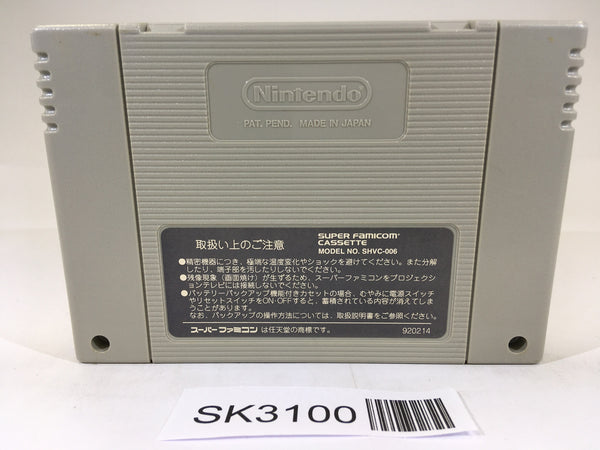 Nintendo
PAT. PEND. MADE IN JAPAN
取扱い上のご注意
SUPER FAMICOM
CASSETTE
MODEL NO. SHVC-006
●精密機器につき、極端な温度変化やショックを避けてください。また分解
したり、端子部を汚したりしないでください。
●残像現象（画面焼け）が生ずるため、スーパーファミコンをプロジェクシ
ョンテレビには接続しないでください。
●バッテリーバックアップ機能付きカセットの場合、むやみに電源スイッチ
やリセットスイッチをON・OFFすると、蓄積されている内容が消えてしま
うことがあります。
なお、バックアップの操作方法については、取扱説明書をご参照ください。
スーパーファミコン は任天堂の商標です。
920214
SK3100